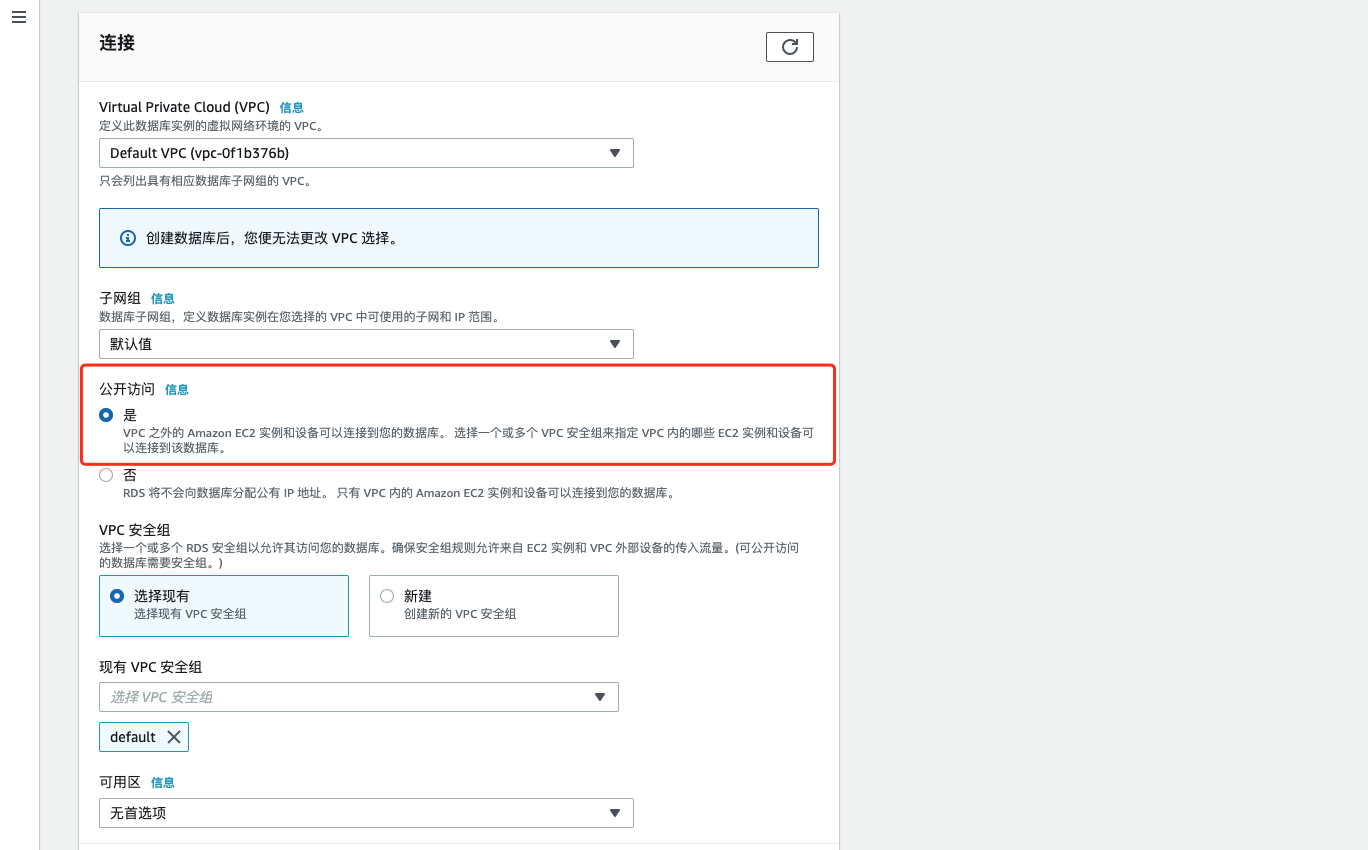 连接
Virtual Private Cloud (VPC) 信息
定义此数据库实例的虚拟网络环境的 VPC。
Default VPC (vpc-0f1b376b)
只会列出具有相应数据库子网组的 VPC。
创建数据库后，您便无法更改 VPC 选择。
子网组 信息
数据库子网组，定义数据库实例在您选择的 VPC 中可使用的子网和 IP 范围。
默认值
公开访问 信息
是
VPC 之外的 Amazon EC2 实例和设备可以连接到您的数据库。 选择一个或多个 VPC 安全组来指定 VPC 内的哪些 EC2 实例和设备可
以连接到该数据库。
否
RDS 将不会向数据库分配公有 IP 地址。 只有 VPC 内的 Amazon EC2 实例和设备可以连接到您的数据库。
VPC 安全组
选择一个或多个 RDS 安全组以允许其访问您的数据库。确保安全组规则允许来自 EC2 实例和 VPC 外部设备的传入流量。(可公开访问
的数据库需要安全组。)
选择现有 新建
选择现有 VPC 安全组 创建新的 VPC 安全组
现有 VPC 安全组
选择 VPC 安全组
default
可用区 信息
无首选项